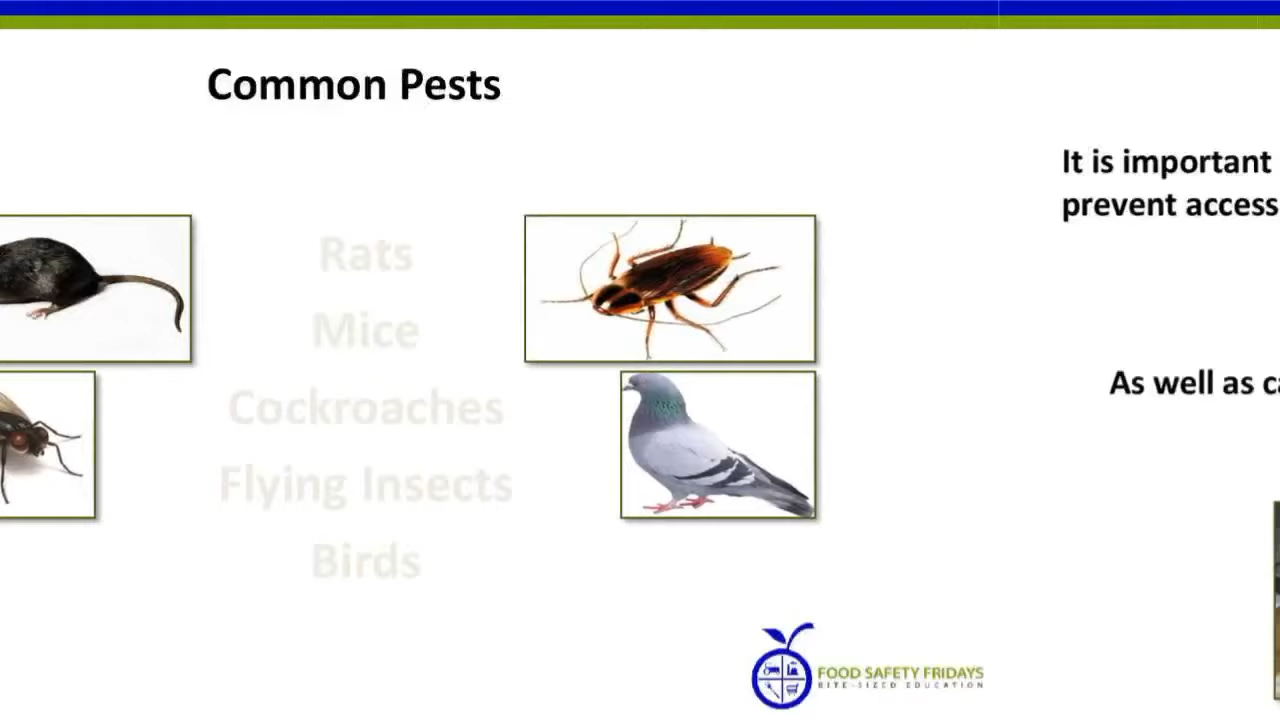 Common Pests
Rats
Mice
Cockroaches
Flying Insects
Birds
It is important
prevent access
As well as ca
FOOD SAFETY FRIDAYS
BITE-SIZED EDUCATION